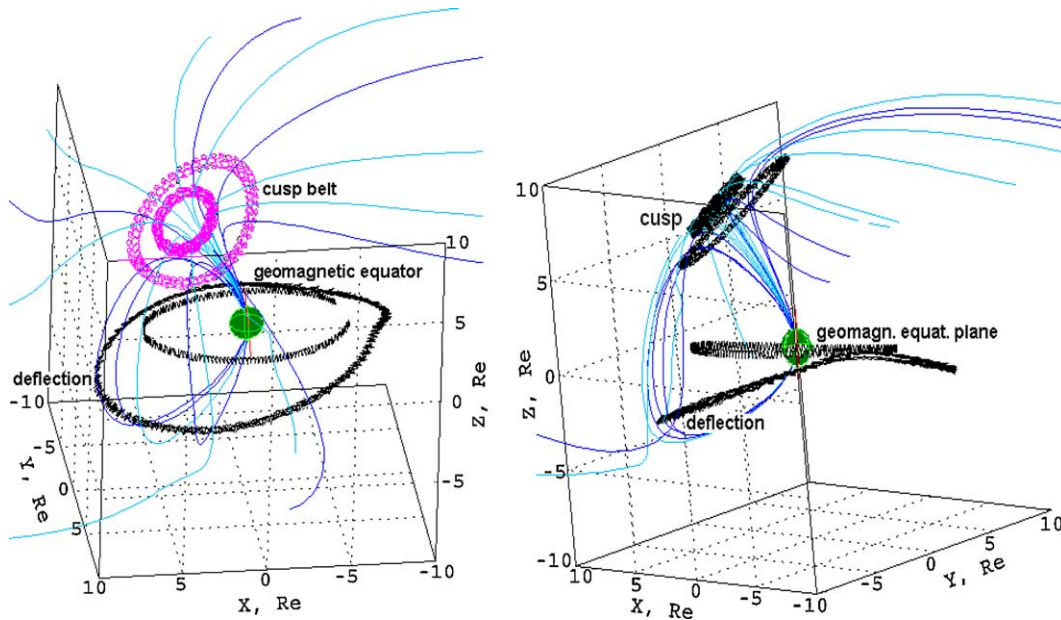 cusp belt
geomagnetic equator
deflection
-10
-5
0
5
Y, Re
10
5
0
-5
-10
X, Re
10
5
0
-5
Z, Re
10
5
0
-5
-10
Z, Re
cusp
geomagn. equat. plane
deflection
10
5
0
-5
-10
X, Re
-5
0
5
10
Y, Re